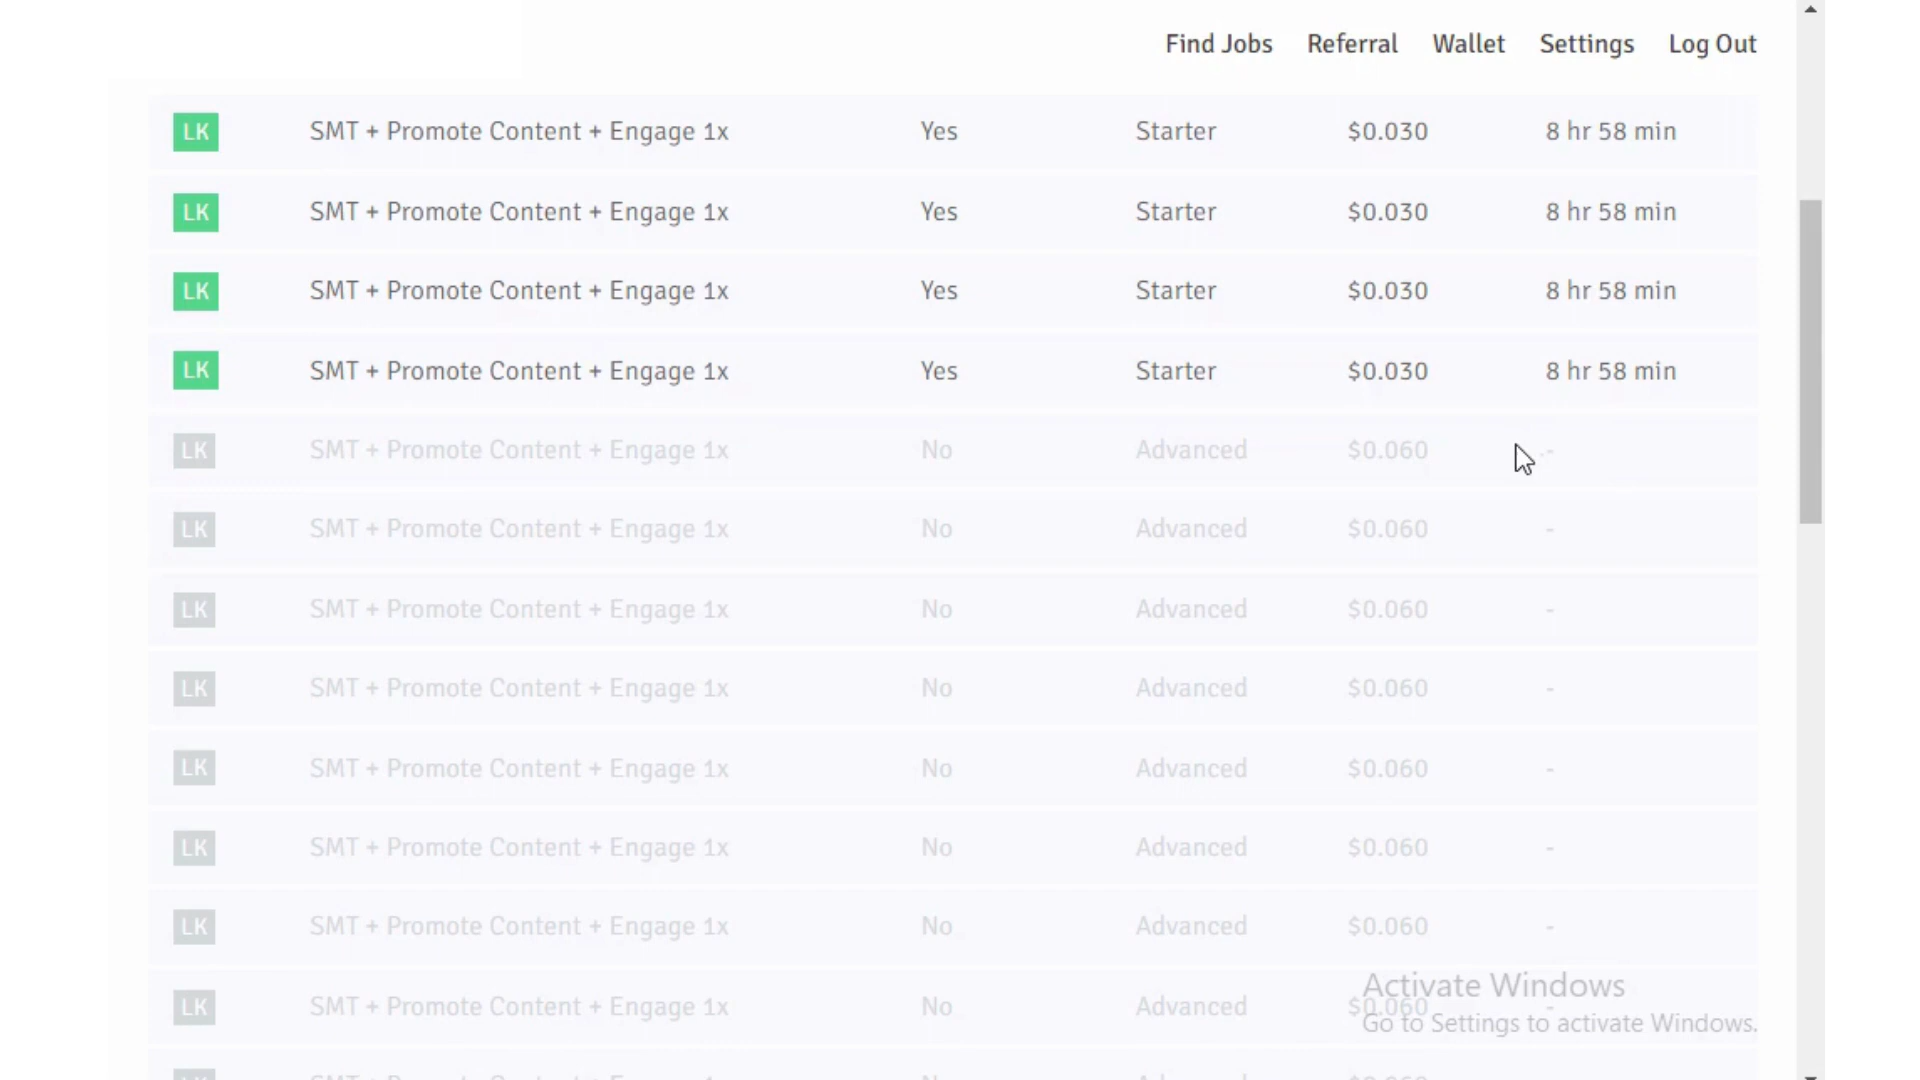 Find Jobs Referral Wallet Settings Log Out
LK SMT + Promote Content + Engage 1x Yes Starter $0.030 8 hr 58 min
LK SMT + Promote Content + Engage 1x Yes Starter $0.030 8 hr 58 min
LK SMT + Promote Content + Engage 1x Yes Starter $0.030 8 hr 58 min
LK SMT + Promote Content + Engage 1x Yes Starter $0.030 8 hr 58 min
LK SMT + Promote Content + Engage 1x No Advanced $0.060 -
LK SMT + Promote Content + Engage 1x No Advanced $0.060 -
LK SMT + Promote Content + Engage 1x No Advanced $0.060 -
LK SMT + Promote Content + Engage 1x No Advanced $0.060 -
LK SMT + Promote Content + Engage 1x No Advanced $0.060 -
LK SMT + Promote Content + Engage 1x No Advanced $0.060 -
LK SMT + Promote Content + Engage 1x No Advanced $0.060 -
Activate Windows
LK SMT + Promote Content + Engage 1x No Advanced $0.060 -
Go to Settings to activate Windows.